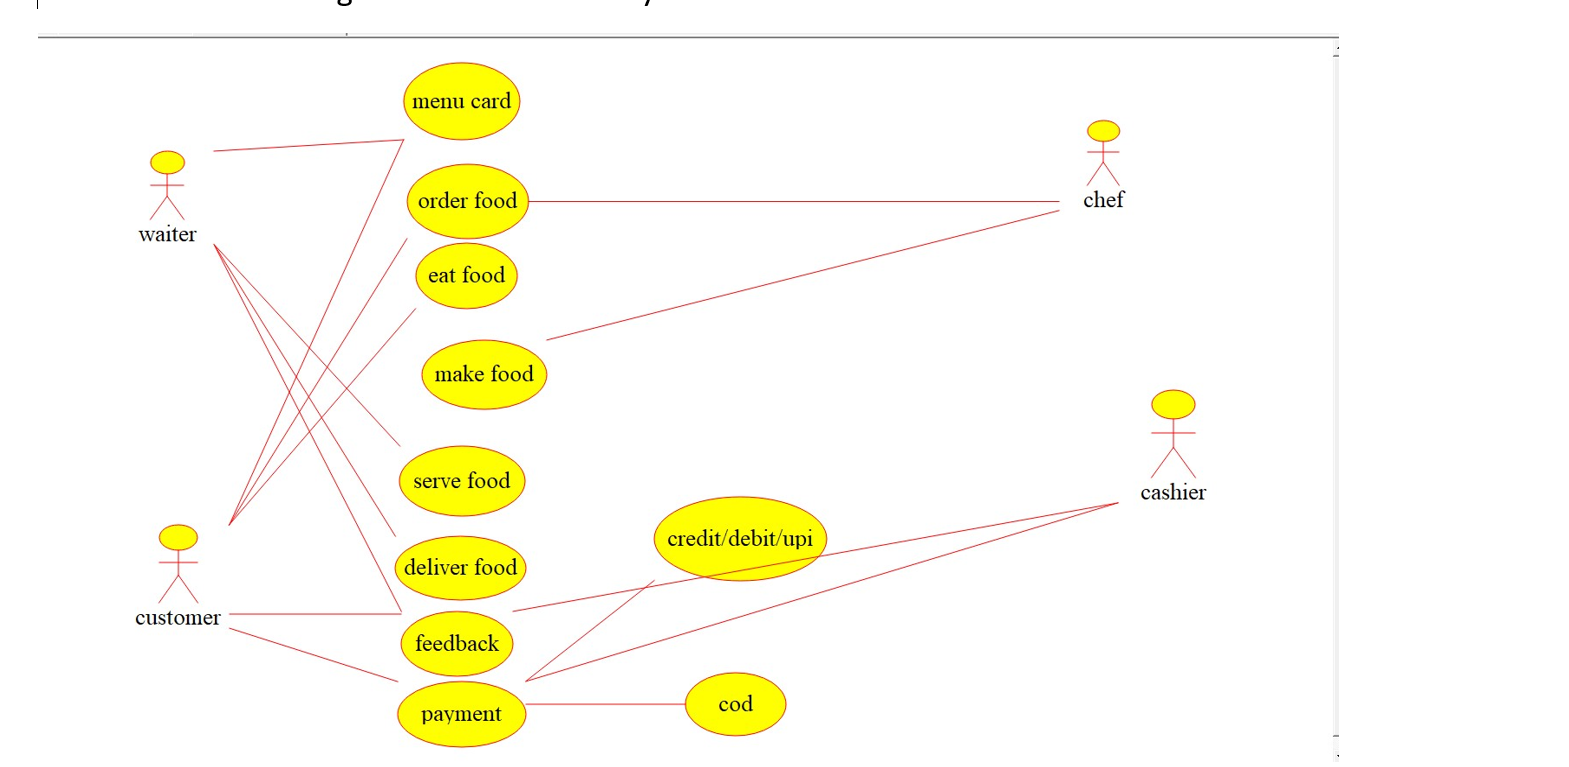 menu card
order food
chef
waiter
eat food
make food
serve food
cashier
credit/debit/upi
deliver food
customer
feedback
payment
cod